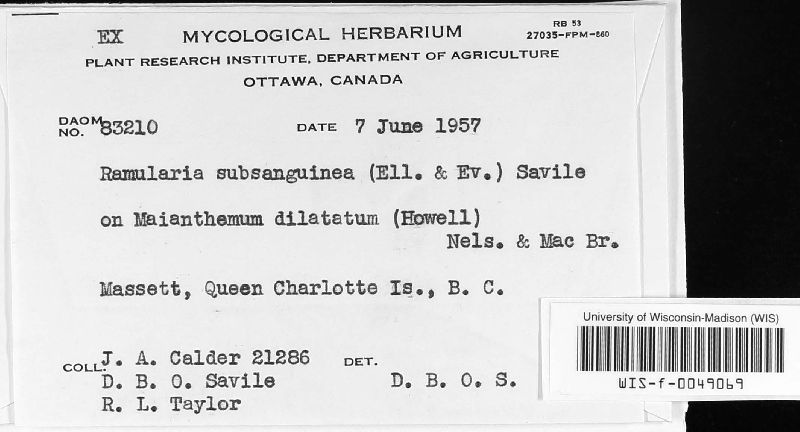 RB 53
EX MYCOLOGICAL HERBARIUM 27035-FPM-860
PLANT RESEARCH INSTITUTE, DEPARTMENT OF AGRICULTURE
OTTAWA, CANADA
DAOM NO. 83210 DATE 7 June 1957
Ramularia subsanguinea (Ell. & Ev.) Savile
on Maianthemum dilatatum (Howell)
Nels. & Mac Br.
Massett, Queen Charlotte Is., B. C.
University of Wisconsin-Madison (WIS)
WIS-f-0049069
COLL. J. A. Calder 21286 DET.
D. B. O. Savile D. B. O. S.
R. L. Taylor